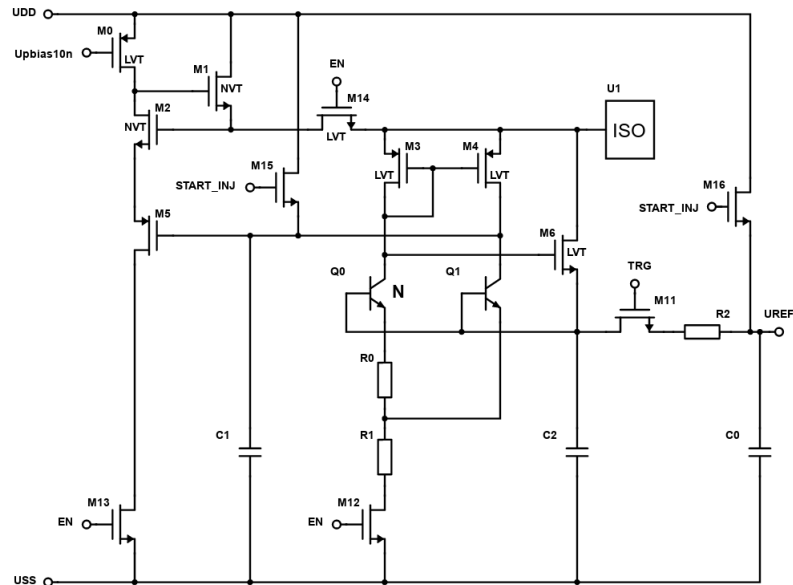 UDD
M0
Upbias10n
LVT
M1
NVT
M2
NVT
EN
M14
LVT
U1
ISO
M15
START_INJ
M3
LVT
M4
LVT
M16
START_INJ
M5
M6
LVT
Q0
N
Q1
TRG
M11
R2
UREF
R0
C1
R1
C2
C0
M13
EN
M12
EN
USS